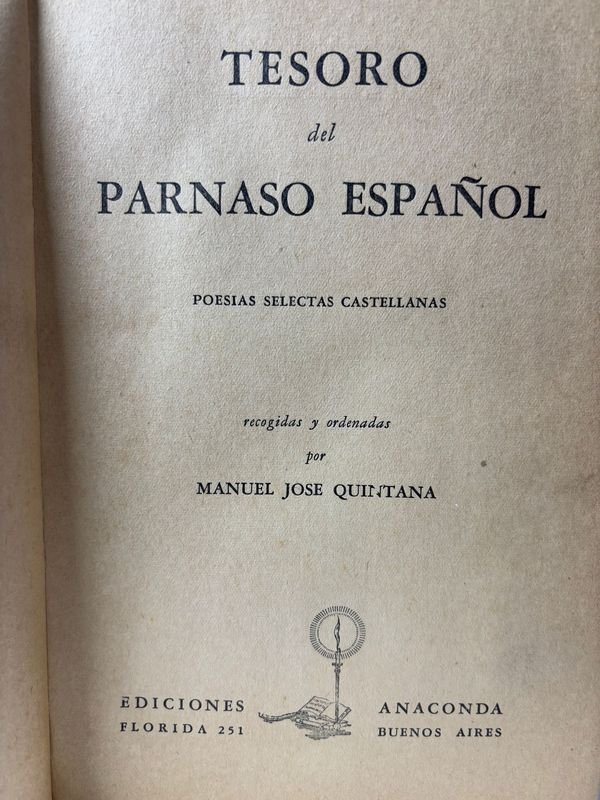 TESORO
del
PARNASO ESPAÑOL
POESIAS SELECTAS CASTELLANAS
recogidas y ordenadas
por
MANUEL JOSE QUINTANA
EDICIONES ANACONDA
FLORIDA 251 BUENOS AIRES